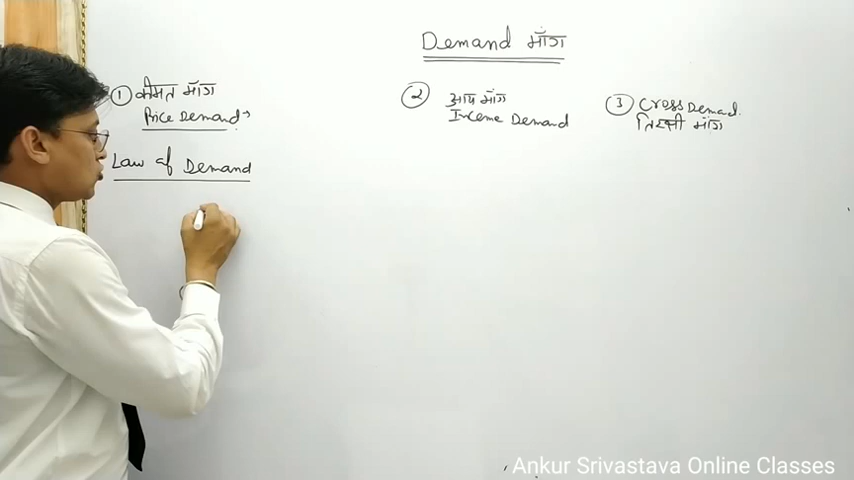 Demand माँग
① कीमत माँग
Price Demand →
Law of Demand
② आय माँग
Income Demand
③ Cross Demand
तिरछी माँग
Ankur Srivastava Online Classes